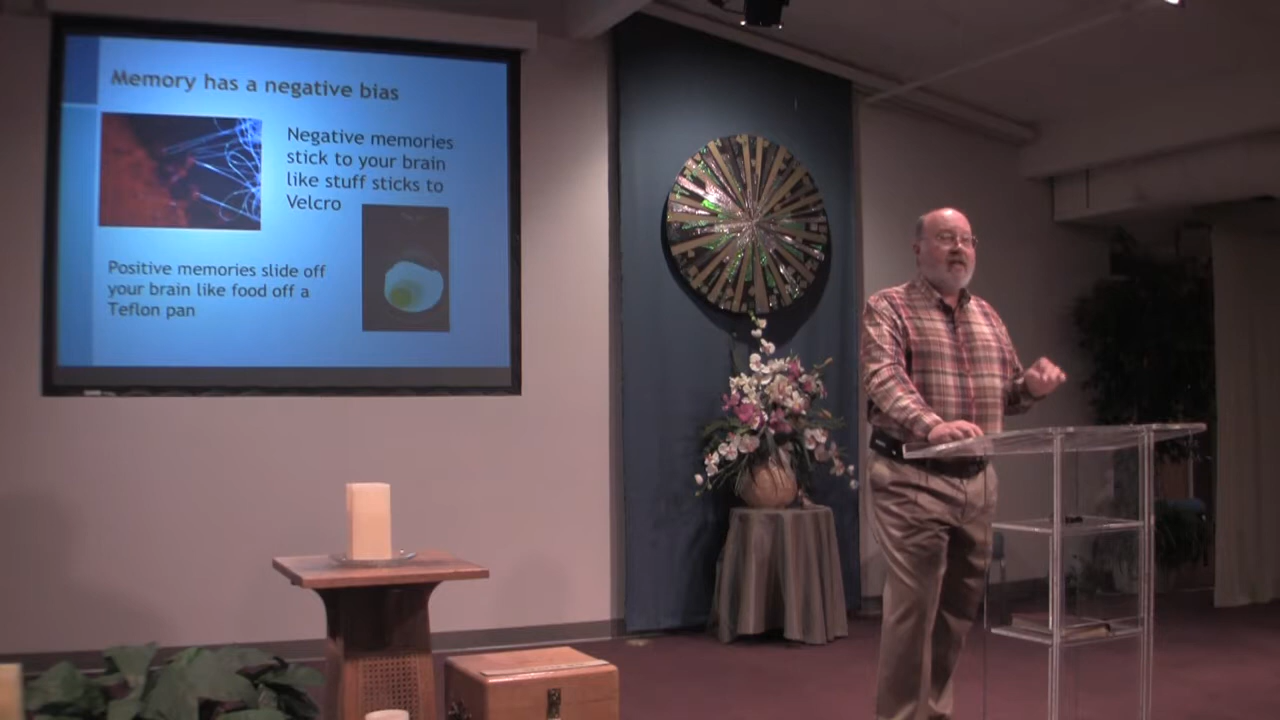 Memory has a negative bias
Negative memories
stick to your brain
like stuff sticks to
Velcro
Positive memories slide off
your brain like food off a
Teflon pan